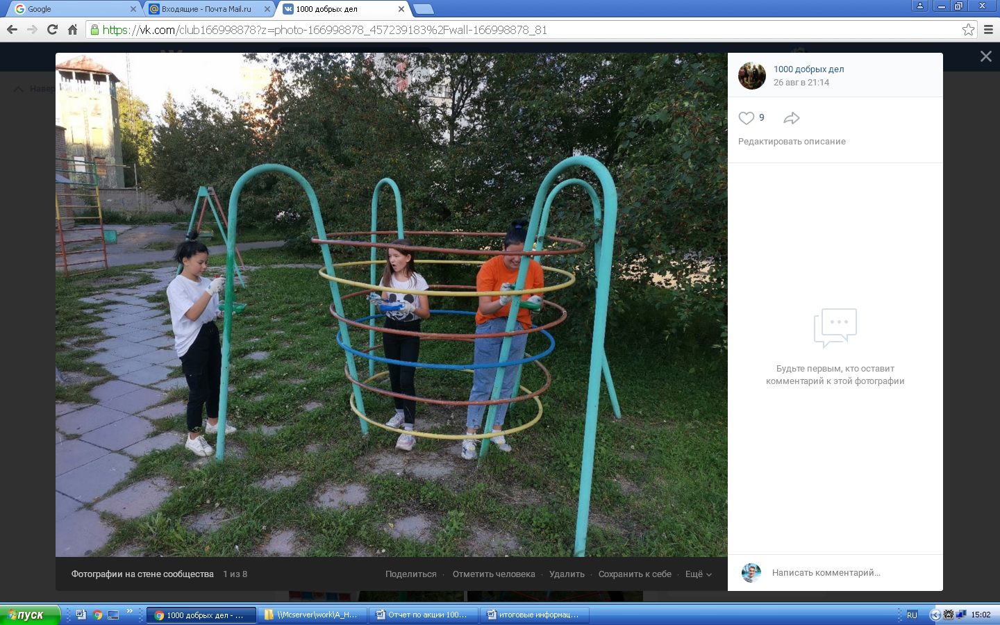 Google
Входящие - Почта Mail.ru
1000 добрых дел
https://vk.com/club166998878?z=photo-166998878_457239183%2Fwall-166998878_81
1000 добрых дел
26 авг в 21:14
9
Редактировать описание
Будьте первым, кто оставит
комментарий к этой фотографии
Фотографии на стене сообщества 1 из 8
Поделиться · Отметить человека · Удалить · Сохранить к себе · Ещё
Написать комментарий...
пуск
1000 добрых дел - ...
\\Mcserver\work\A_H...
Отчет по акции 100...
итоговые информац...
RU
15:02